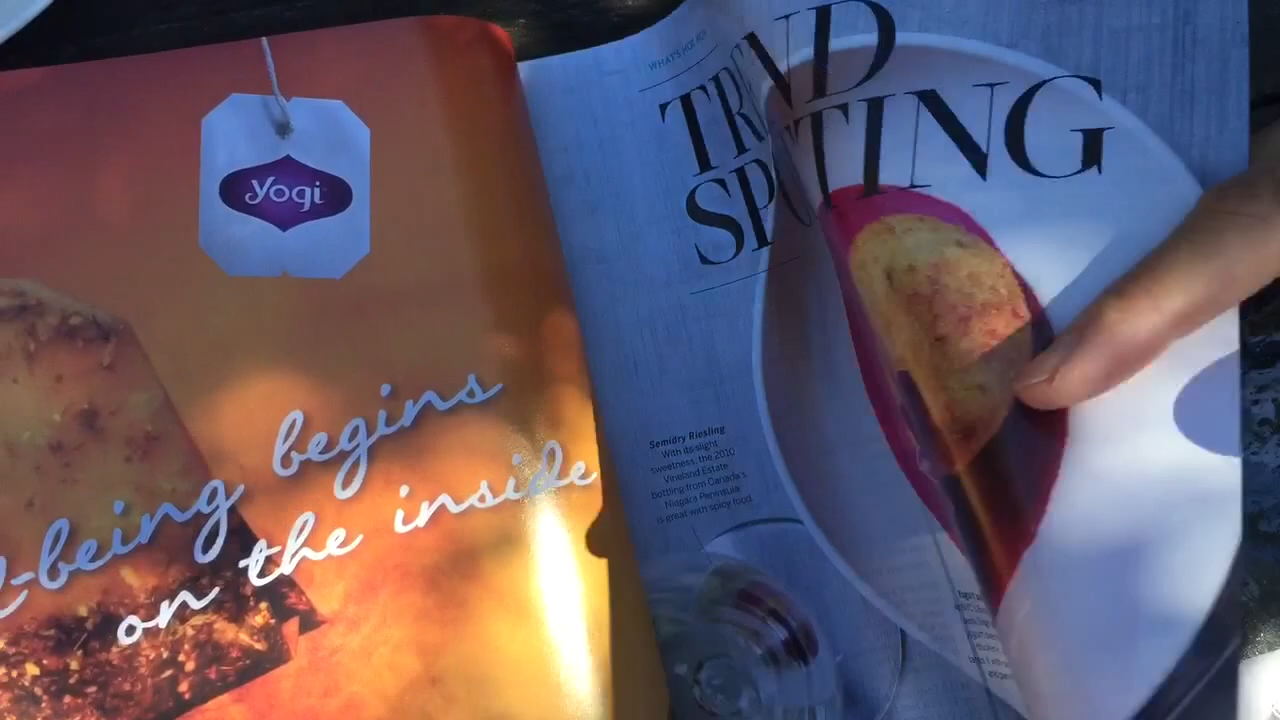 yogi
-being begins
on the inside
WHAT'S HOT NOW
TREND
SPOTTING
Semidry Riesling
With its slight
sweetness, the 2010
Vineland Estate
bottling from Canada's
Niagara Peninsula
is great with spicy food.